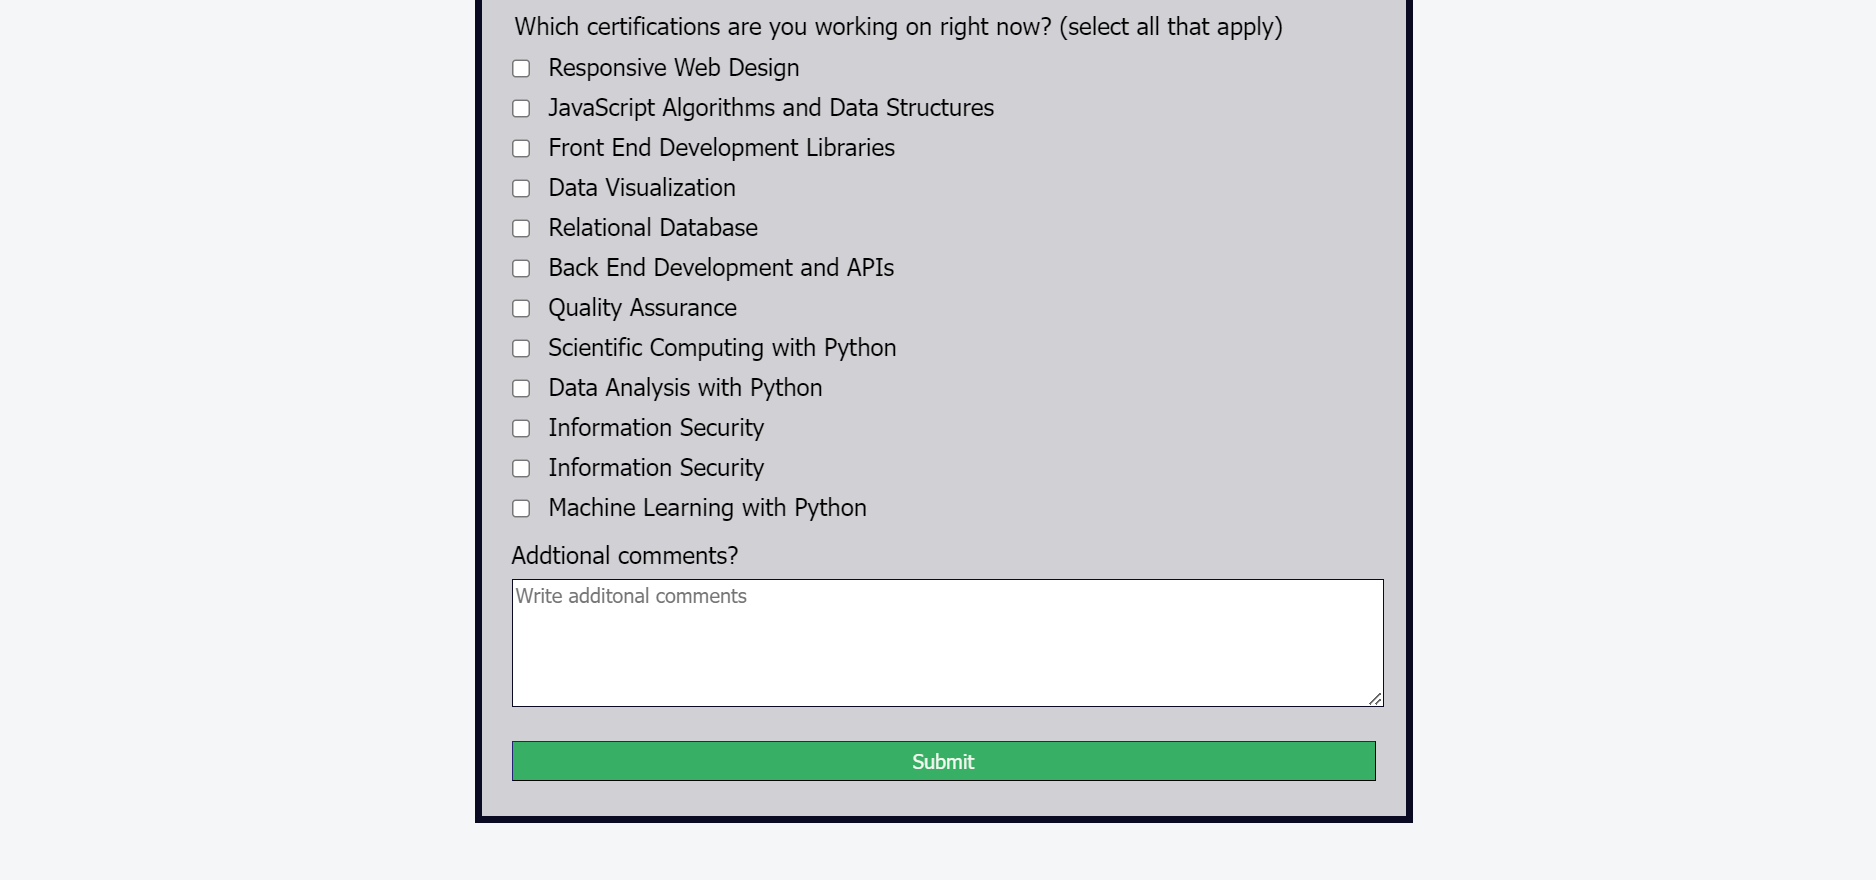 Which certifications are you working on right now? (select all that apply)
Responsive Web Design
JavaScript Algorithms and Data Structures
Front End Development Libraries
Data Visualization
Relational Database
Back End Development and APIs
Quality Assurance
Scientific Computing with Python
Data Analysis with Python
Information Security
Information Security
Machine Learning with Python
Addtional comments?
Write additonal comments
Submit